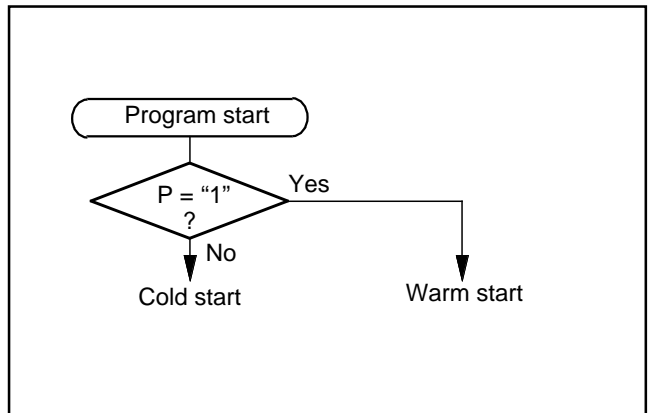 Program start
P = “1”
?
Yes
No
Cold start
Warm start